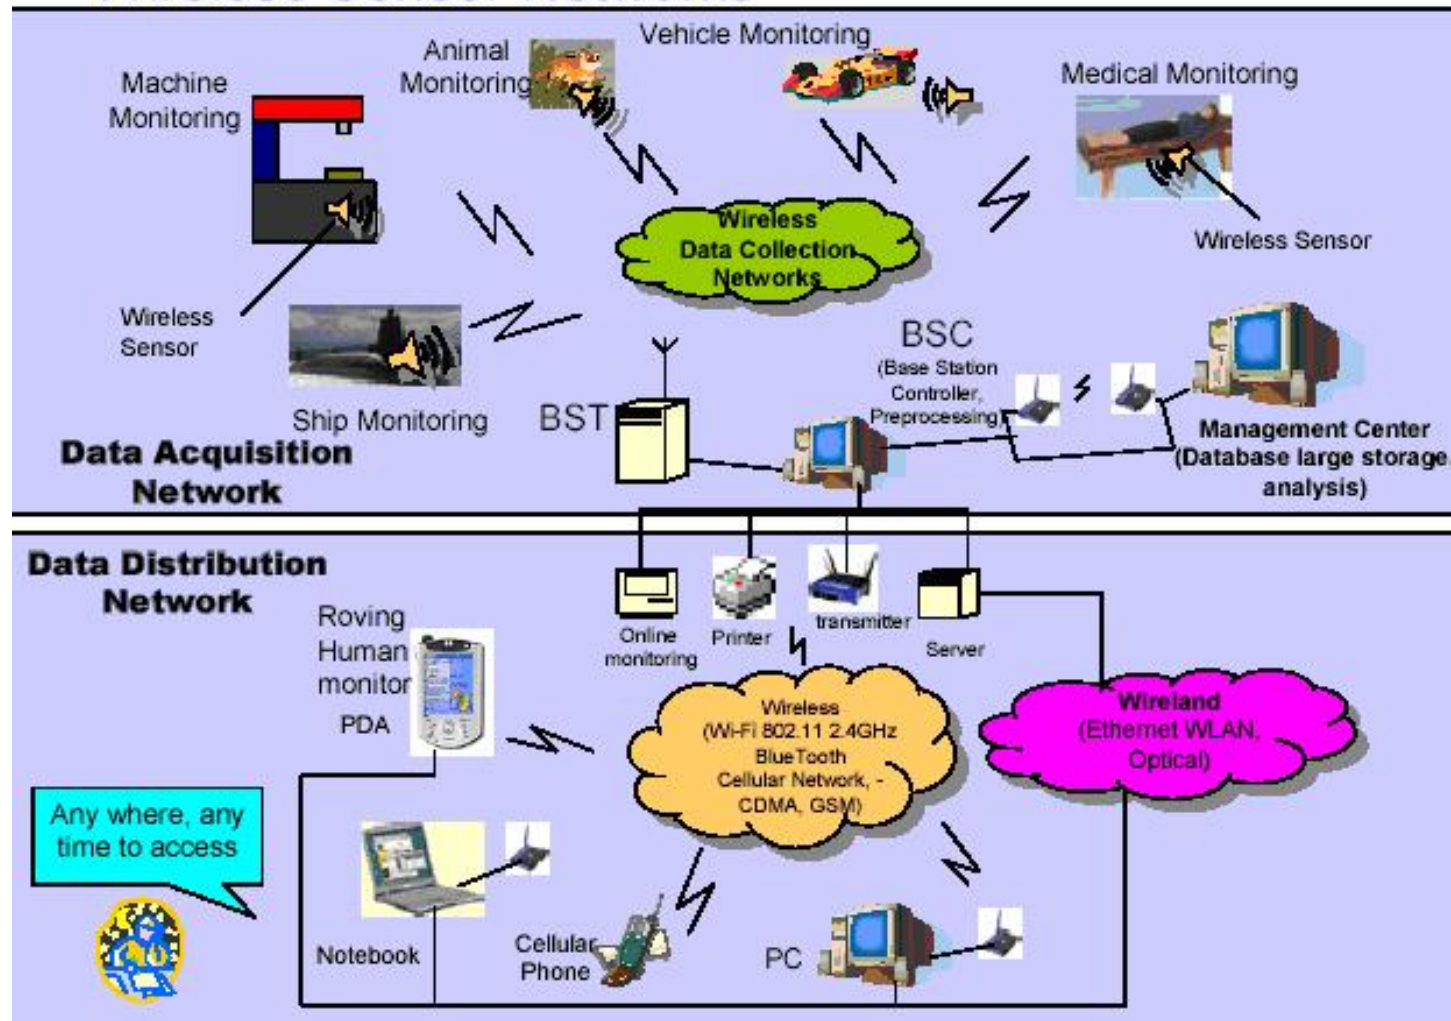 Vehicle Monitoring
Animal
Monitoring
Machine
Monitoring
Medical Monitoring
Wireless
Data Collection
Networks
Wireless Sensor
Wireless
Sensor
Ship Monitoring
BST
BSC
(Base Station
Controller,
Preprocessing)
Management Center
(Database large storage,
analysis)
Data Acquisition
Network
Data Distribution
Network
Online
monitoring
Printer
transmitter
Server
Roving
Human
monitor
PDA
Wireless
(Wi-Fi 802.11 2.4GHz
BlueTooth
Cellular Network, -
CDMA, GSM)
Wireland
(Ethernet WLAN,
Optical)
Any where, any
time to access
Notebook
Cellular
Phone
PC